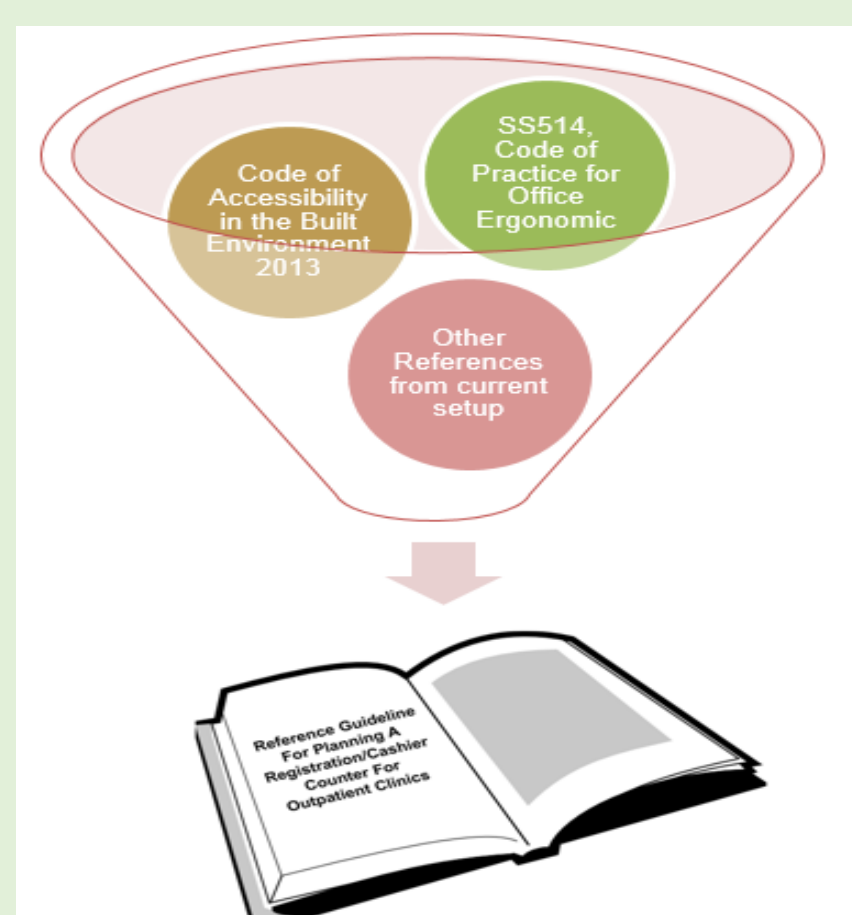 SS514,
Code of
Practice for
Office
Ergonomic
Code of
Accessibility
in the Built
Environment
2013
Other
References
from current
setup
Reference Guideline
For Planning A
Registration/Cashier
Counter For
Outpatient Clinics